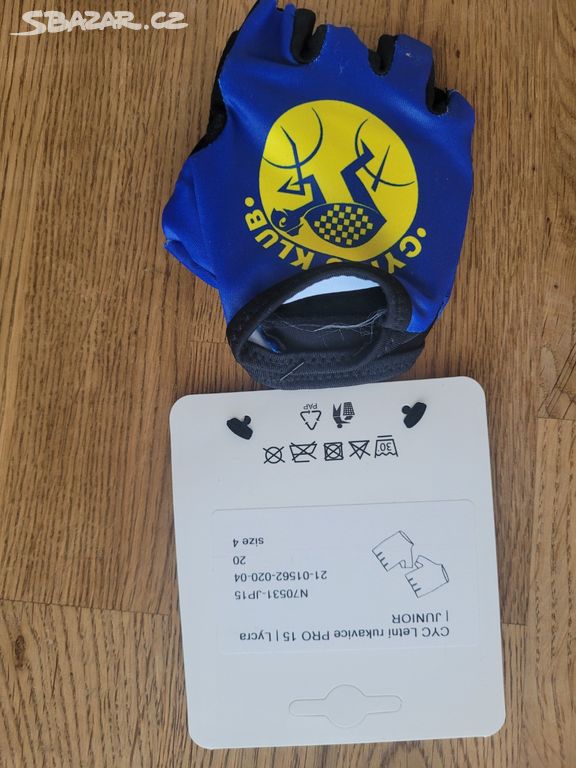 SBAZAR.CZ
• CYKLO KLUB •
30°
PAP
CYC Letní rukavice PRO 15 | Lycra
| JUNIOR
N70531-JP15
21-01562-020-04
20
size 4